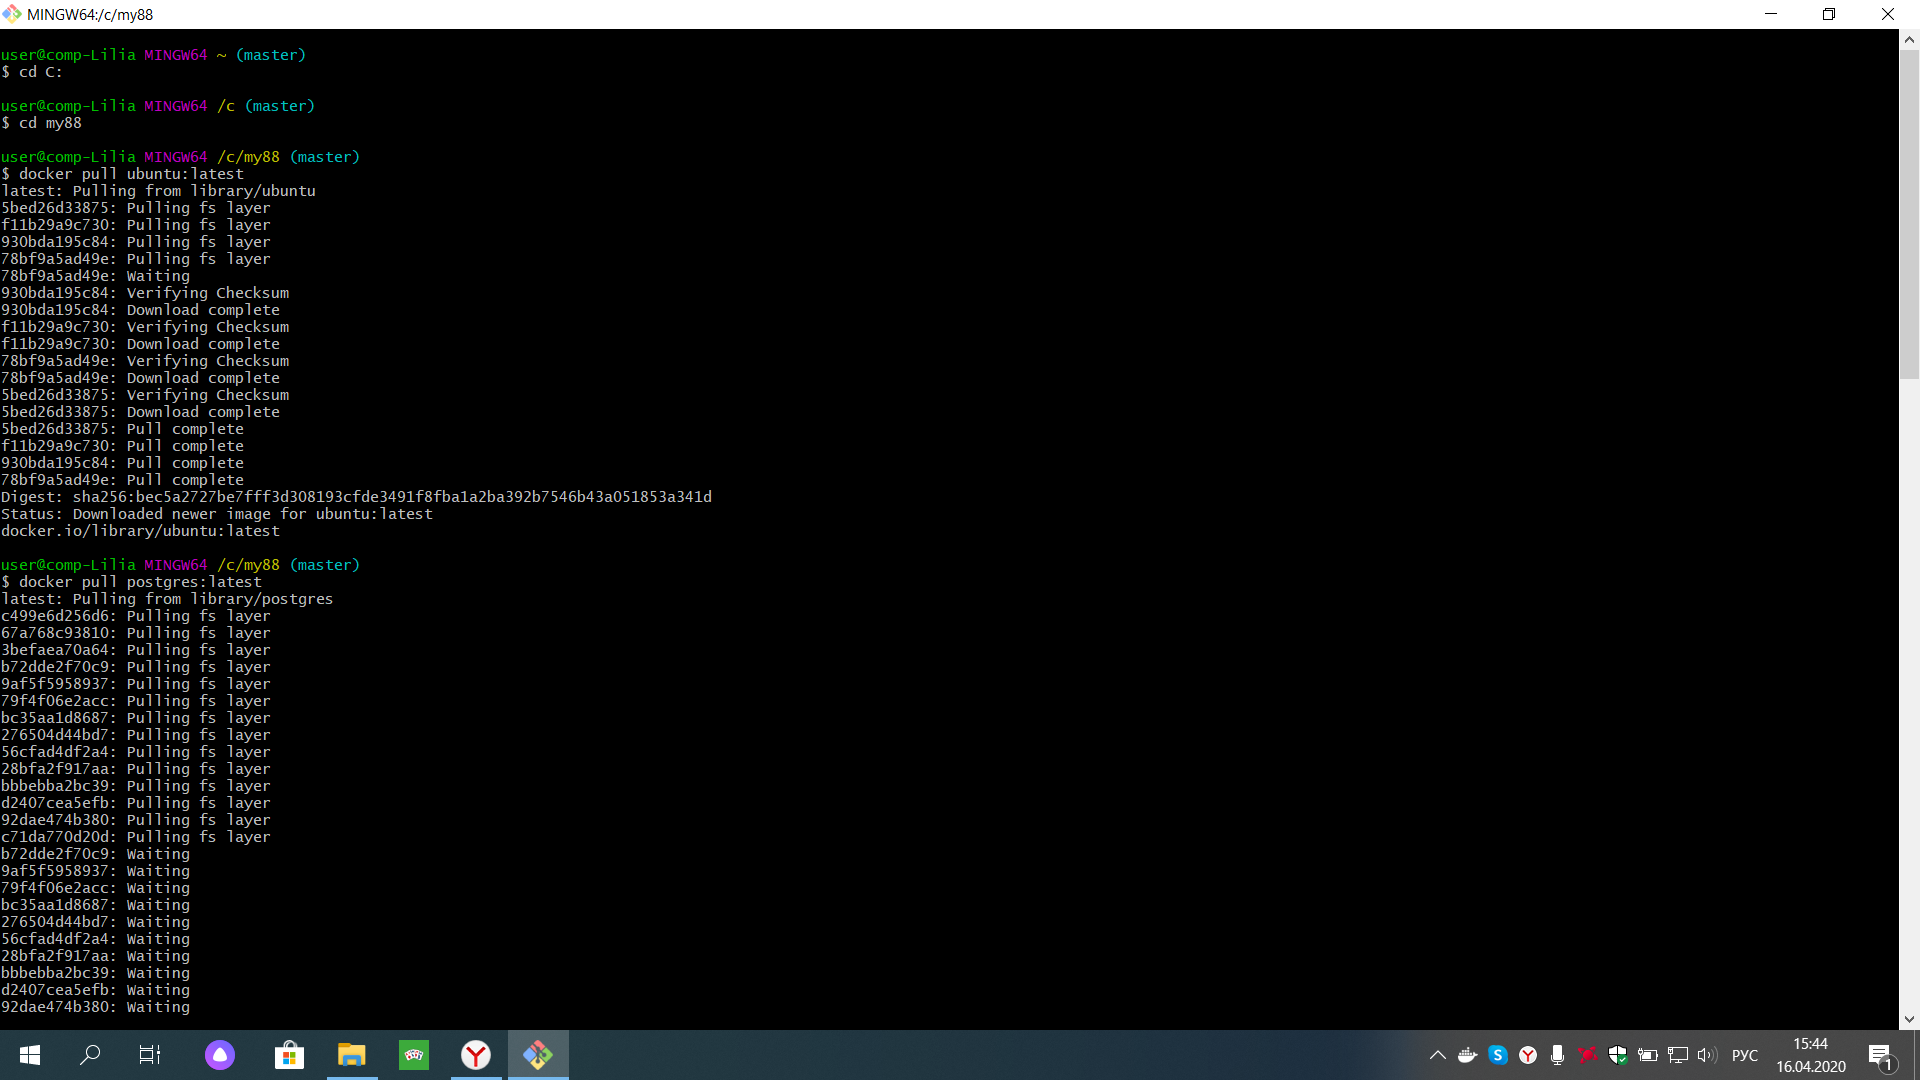 MINGW64:/c/my88
user@comp-Lilia MINGW64 ~ (master)
$ cd C:
user@comp-Lilia MINGW64 /c (master)
$ cd my88
user@comp-Lilia MINGW64 /c/my88 (master)
$ docker pull ubuntu:latest
latest: Pulling from library/ubuntu
5bed26d33875: Pulling fs layer
f11b29a9c730: Pulling fs layer
930bda195c84: Pulling fs layer
78bf9a5ad49e: Pulling fs layer
78bf9a5ad49e: Waiting
930bda195c84: Verifying Checksum
930bda195c84: Download complete
f11b29a9c730: Verifying Checksum
f11b29a9c730: Download complete
78bf9a5ad49e: Verifying Checksum
78bf9a5ad49e: Download complete
5bed26d33875: Verifying Checksum
5bed26d33875: Download complete
5bed26d33875: Pull complete
f11b29a9c730: Pull complete
930bda195c84: Pull complete
78bf9a5ad49e: Pull complete
Digest: sha256:bec5a2727be7fff3d308193cfde3491f8fba1a2ba392b7546b43a051853a341d
Status: Downloaded newer image for ubuntu:latest
docker.io/library/ubuntu:latest
user@comp-Lilia MINGW64 /c/my88 (master)
$ docker pull postgres:latest
latest: Pulling from library/postgres
c499e6d256d6: Pulling fs layer
67a768c93810: Pulling fs layer
3befaea70a64: Pulling fs layer
b72dde2f70c9: Pulling fs layer
9af5f5958937: Pulling fs layer
79f4f06e2acc: Pulling fs layer
bc35aa1d8687: Pulling fs layer
276504d44bd7: Pulling fs layer
56cfad4df2a4: Pulling fs layer
28bfa2f917aa: Pulling fs layer
bbbebba2bc39: Pulling fs layer
d2407cea5efb: Pulling fs layer
92dae474b380: Pulling fs layer
c71da770d20d: Pulling fs layer
b72dde2f70c9: Waiting
9af5f5958937: Waiting
79f4f06e2acc: Waiting
bc35aa1d8687: Waiting
276504d44bd7: Waiting
56cfad4df2a4: Waiting
28bfa2f917aa: Waiting
bbbebba2bc39: Waiting
d2407cea5efb: Waiting
92dae474b380: Waiting
РУС
15:44
16.04.2020
1